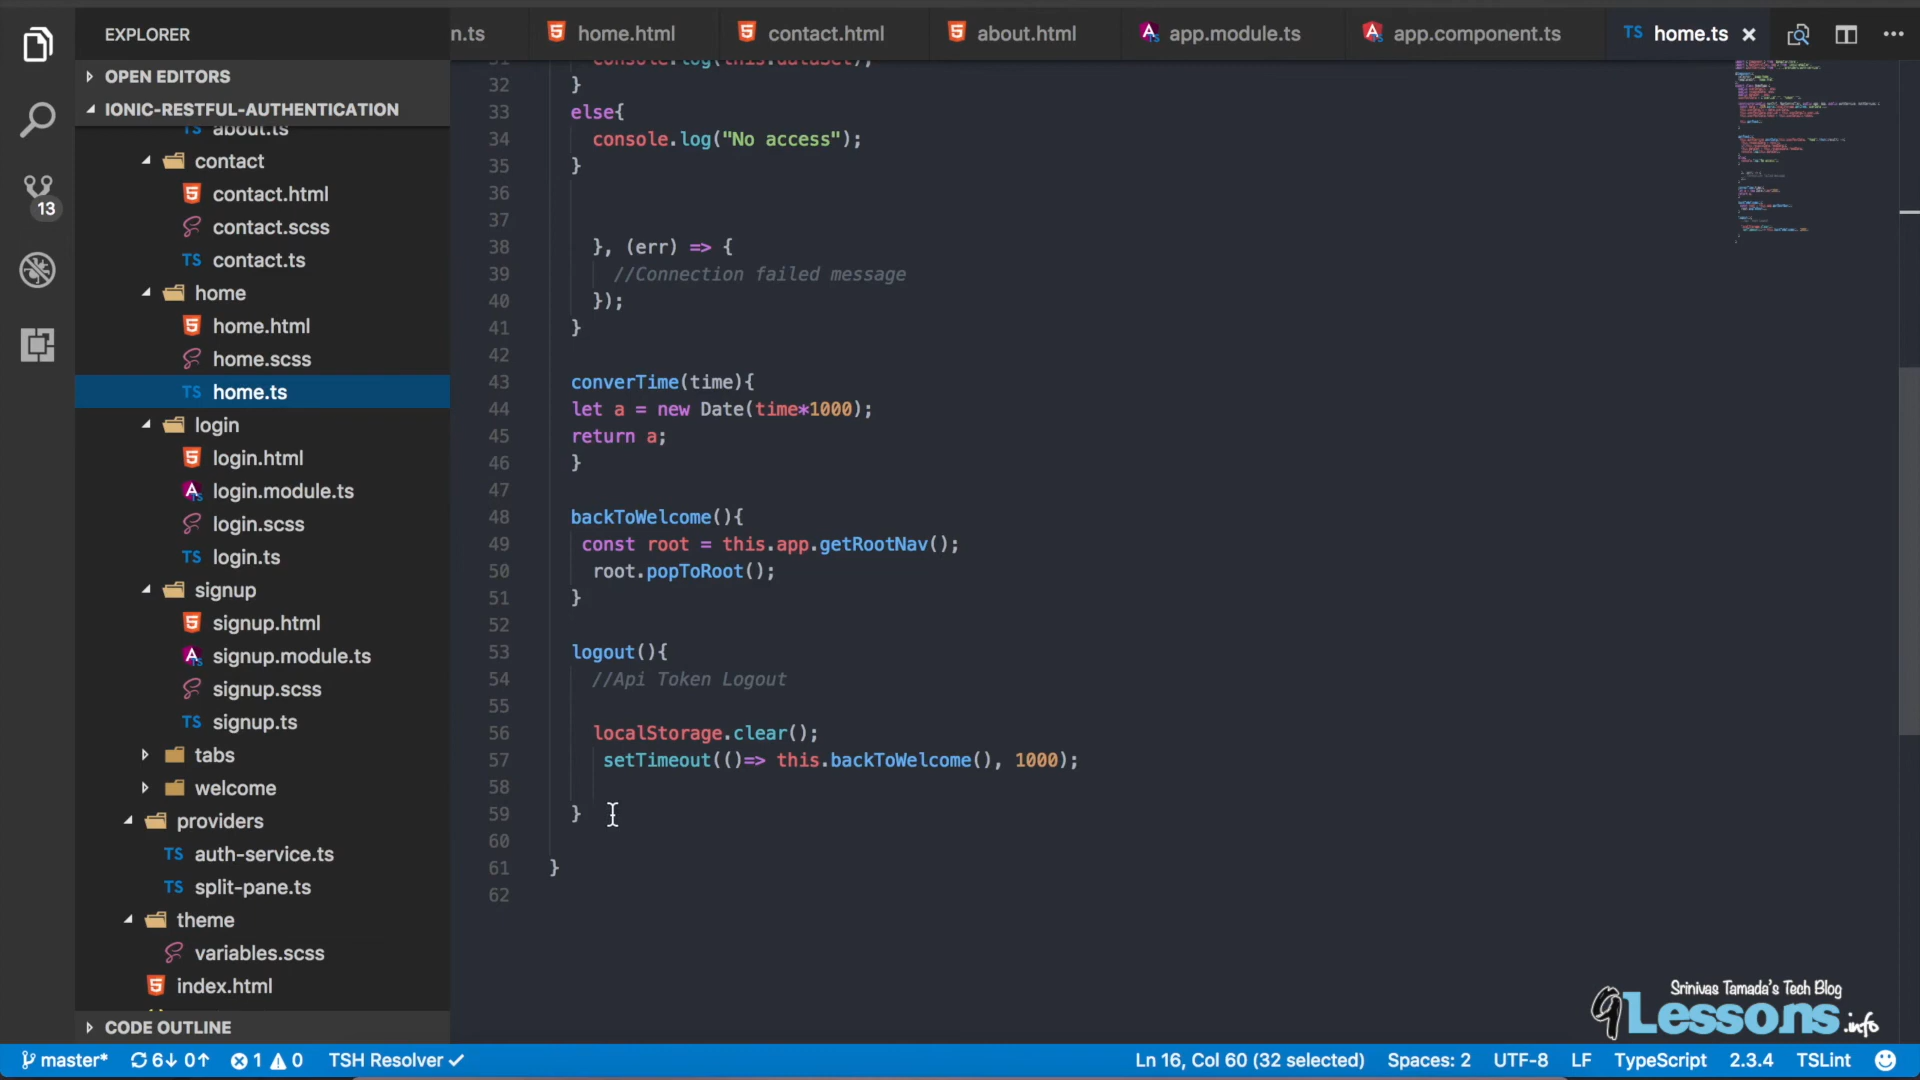 EXPLORER
n.ts
home.html
contact.html
about.html
app.module.ts
app.component.ts
TS home.ts
OPEN EDITORS
IONIC-RESTFUL-AUTHENTICATION
TS about.ts
contact
contact.html
contact.scss
TS contact.ts
home
home.html
home.scss
TS home.ts
login
login.html
login.module.ts
login.scss
TS login.ts
signup
signup.html
signup.module.ts
signup.scss
TS signup.ts
tabs
welcome
providers
TS auth-service.ts
TS split-pane.ts
theme
variables.scss
index.html
CODE OUTLINE
13
31 console.log(this.dataSet);
32 }
33 else{
34 console.log("No access");
35 }
36
37
38 }, (err) => {
39 //Connection failed message
40 });
41 }
42
43 converTime(time){
44 let a = new Date(time*1000);
45 return a;
46 }
47
48 backToWelcome(){
49 const root = this.app.getRootNav();
50 root.popToRoot();
51 }
52
53 logout(){
54 //Api Token Logout
55
56 localStorage.clear();
57 setTimeout(()=> this.backToWelcome(), 1000);
58
59 }
60
61 }
62
Srinivas Tamada's Tech Blog
9Lessons.info
master* 6↓ 0↑ 1 0 TSH Resolver ✓ Ln 16, Col 60 (32 selected) Spaces: 2 UTF-8 LF TypeScript 2.3.4 TSLint